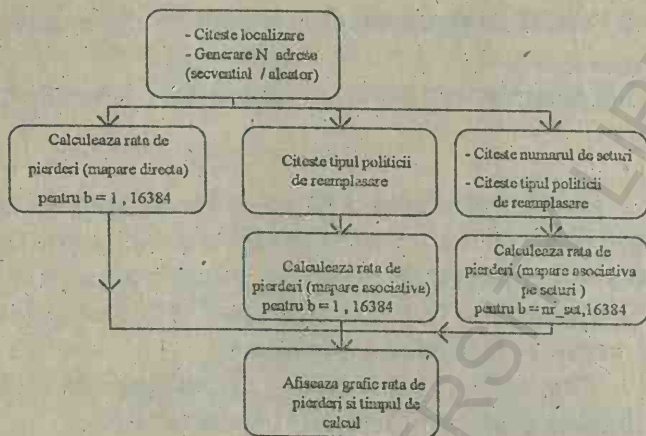 - Citeste localizare
- Generare N adrese
(secvential / aleator)
Calculeaza rata de
pierderi (mapare directa)
pentru b = 1 , 16384
Citeste tipul politicii
de reamplasare
- Citeste numarul de seturi
- Citeste tipul politicii
de reamplasare
Calculeaza rata de
pierderi (mapare asociativa)
pentru b = 1 , 16384
Calculeaza rata de
pierderi (mapare asociativa
pe seturi )
pentru b = nr_set,16384
Afiseaza grafic rata de
pierderi si timpul de
calcul